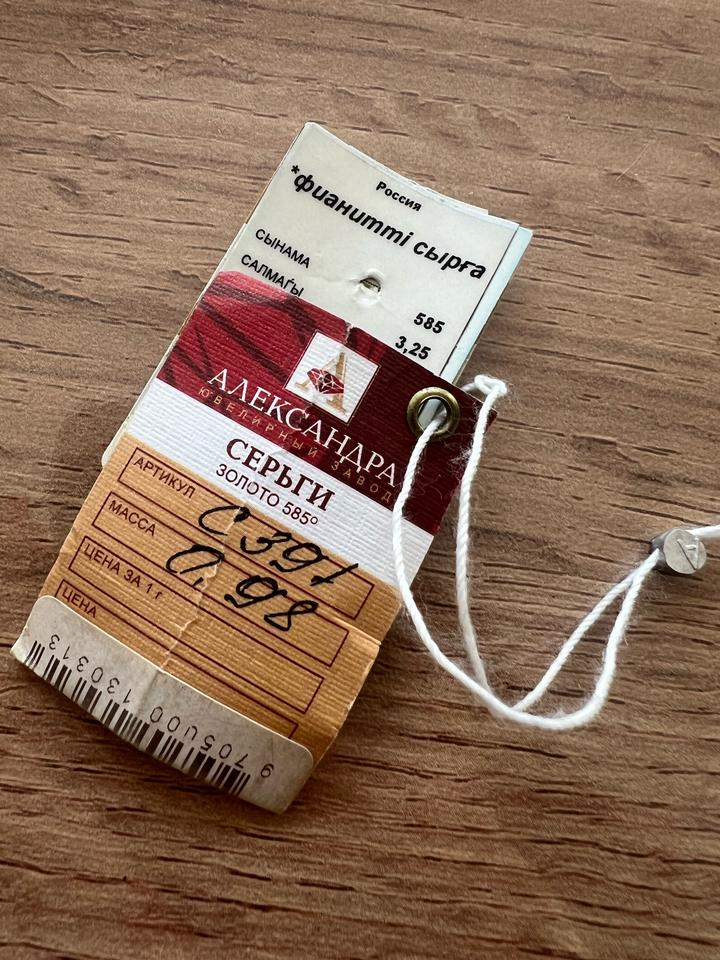 Россия
*фианитті сырға
СЫНАМА 585
САЛМАҒЫ 3,25
АЛЕКСАНДРА
ЮВЕЛИРНЫЙ ЗАВОД
СЕРЬГИ
ЗОЛОТО 585°
АРТИКУЛ С391
МАССА 0,98
ЦЕНА ЗА 1 г
ЦЕНА
9 705000 130313